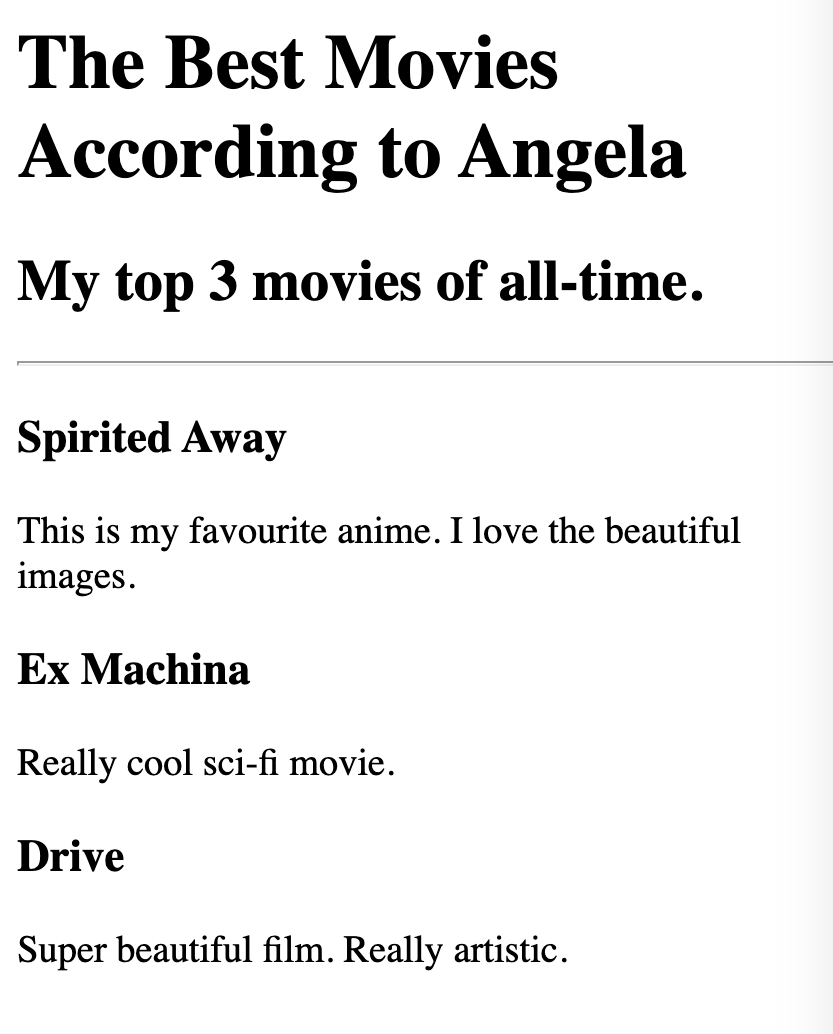 The Best Movies
According to Angela
My top 3 movies of all-time.
Spirited Away
This is my favourite anime. I love the beautiful
images.
Ex Machina
Really cool sci-fi movie.
Drive
Super beautiful film. Really artistic.